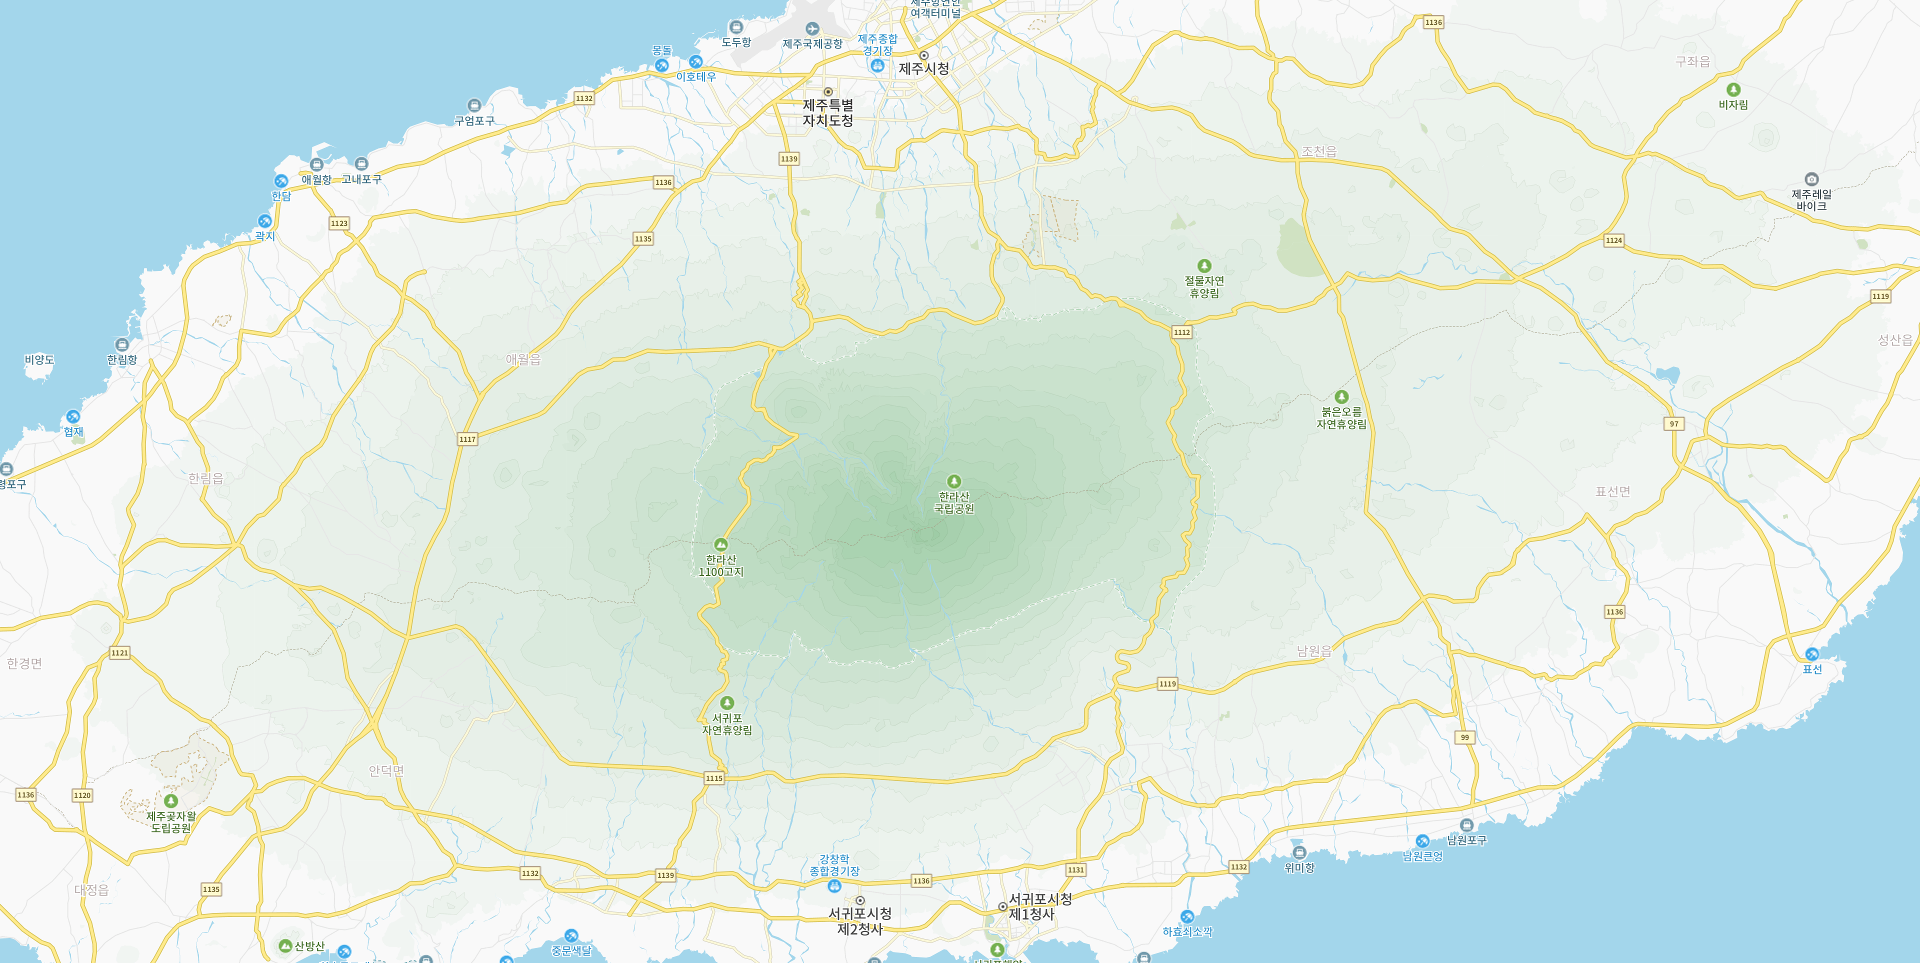 제주항연안
여객터미널
도두항
제주국제공항
제주종합
경기장
제주시청
몽돌
이호테우
1136
구좌읍
비자림
1132
구엄포구
제주특별
자치도청
1139
조천읍
애월항
고내포구
한담
1136
제주레일
바이크
1123
곽지
1135
1124
절물자연
휴양림
1119
1112
성산읍
한림항
비양도
애월읍
붉은오름
자연휴양림
협재
97
1117
한림읍
표선면
령포구
한라산
국립공원
한라산
1100고지
1136
1121
남원읍
한경면
표선
1119
서귀포
자연휴양림
99
안덕면
1115
1136
1120
제주곶자왈
도립공원
남원포구
남원큰엉
위미항
강창학
종합경기장
1132
1139
1136
1131
1132
대정읍
1135
서귀포시청
제2청사
서귀포시청
제1청사
하효쇠소깍
산방산
중문색달